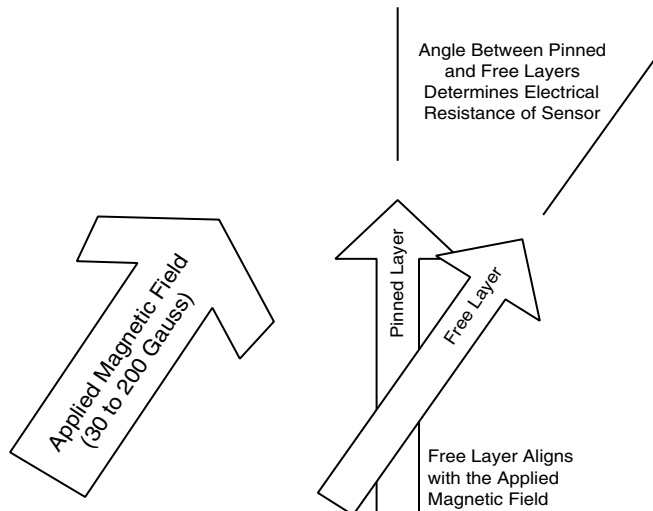 Angle Between Pinned
and Free Layers
Determines Electrical
Resistance of Sensor
Applied Magnetic Field
(30 to 200 Gauss)
Pinned Layer
Free Layer
Free Layer Aligns
with the Applied
Magnetic Field